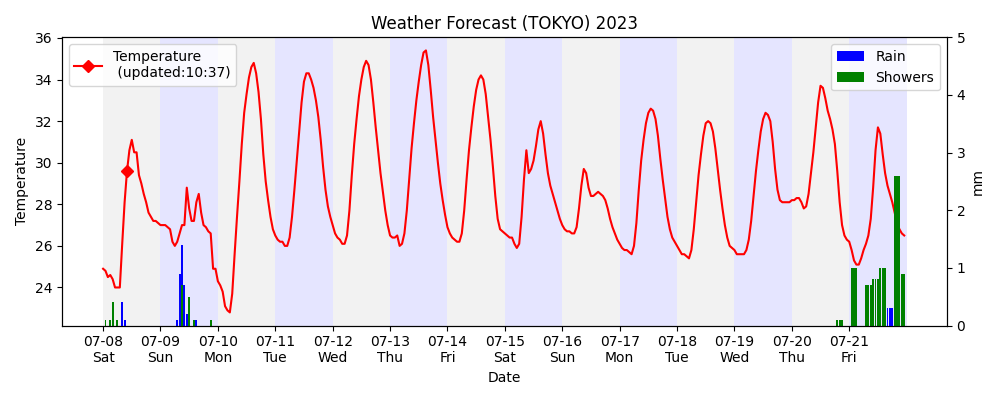 Weather Forecast (TOKYO) 2023
Temperature
(updated:10:37)
Rain
Showers
36
34
32
30
28
26
24
Temperature
5
4
3
2
1
0
mm
07-08 07-09 07-10 07-11 07-12 07-13 07-14 07-15 07-16 07-17 07-18 07-19 07-20 07-21
Sat Sun Mon Tue Wed Thu Fri Sat Sun Mon Tue Wed Thu Fri
Date